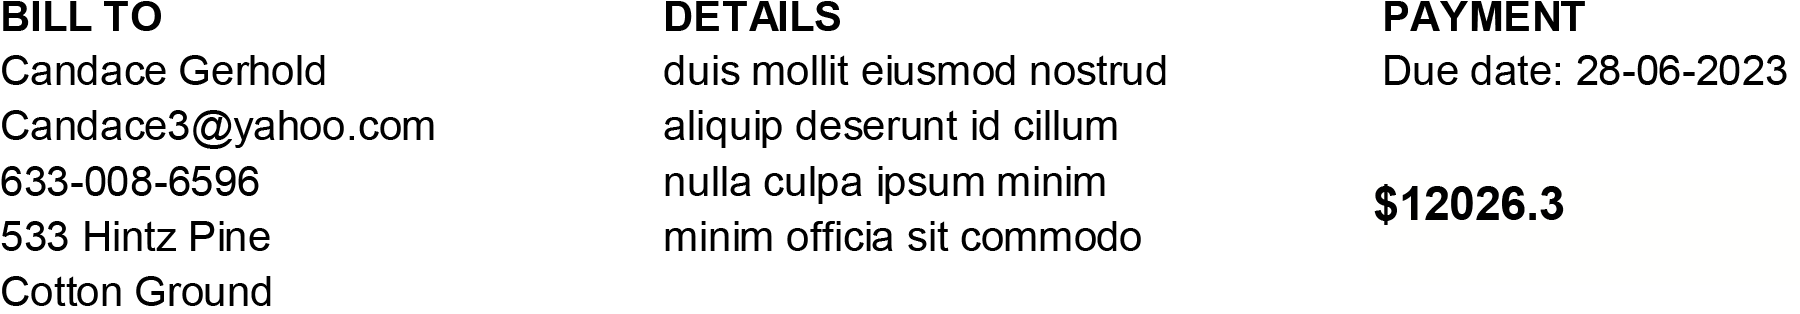 BILL TO
Candace Gerhold
Candace3@yahoo.com
633-008-6596
533 Hintz Pine
Cotton Ground
DETAILS
duis mollit eiusmod nostrud
aliquip deserunt id cillum
nulla culpa ipsum minim
minim officia sit commodo
PAYMENT
Due date: 28-06-2023
$12026.3